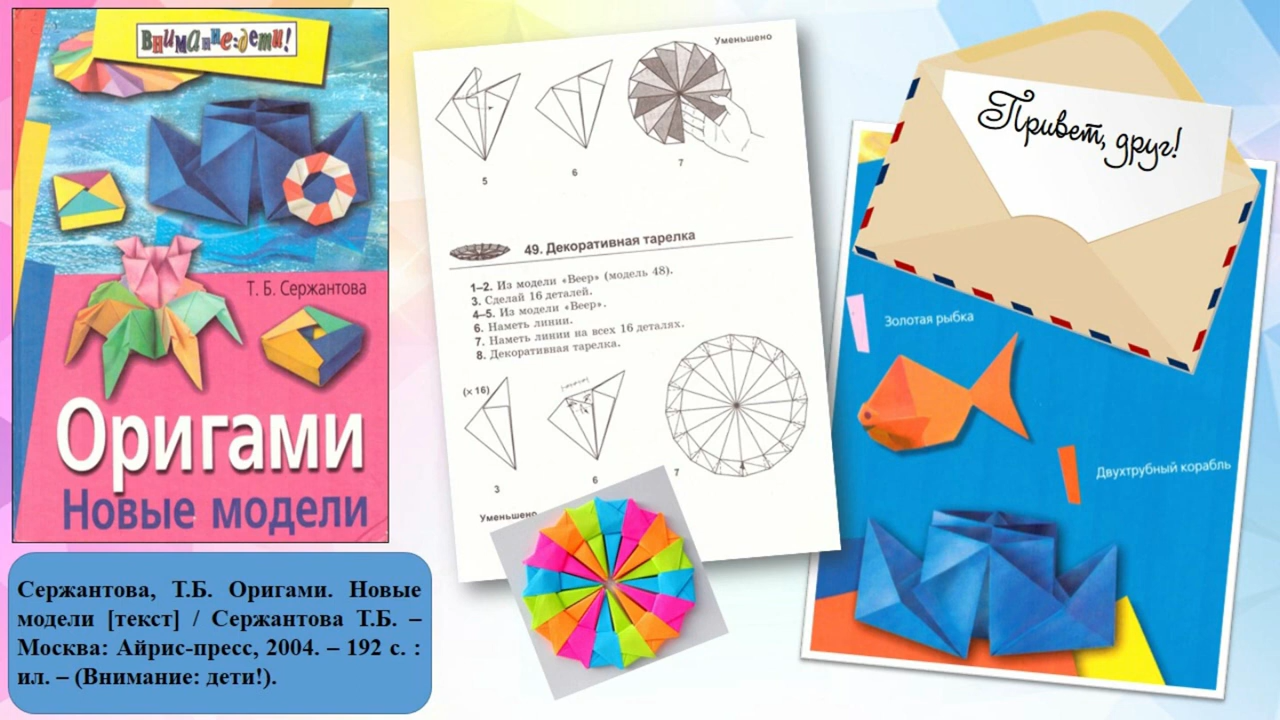 Внимание: дети!
Т. Б. Сержантова
Оригами
Новые модели
Сержантова, Т.Б. Оригами. Новые
модели [текст] / Сержантова Т.Б. –
Москва: Айрис-пресс, 2004. – 192 с. :
ил. – (Внимание: дети!).
Уменьшено
5
6
7
49. Декоративная тарелка
1–2. Из модели «Веер» (модель 48).
3. Сделай 16 деталей.
4–5. Из модели «Веер».
6. Наметь линии.
7. Наметь линии на всех 16 деталях.
8. Декоративная тарелка.
(x 16)
3
6
7
Уменьшено
Привет, друг!
Золотая рыбка
Двухтрубный корабль